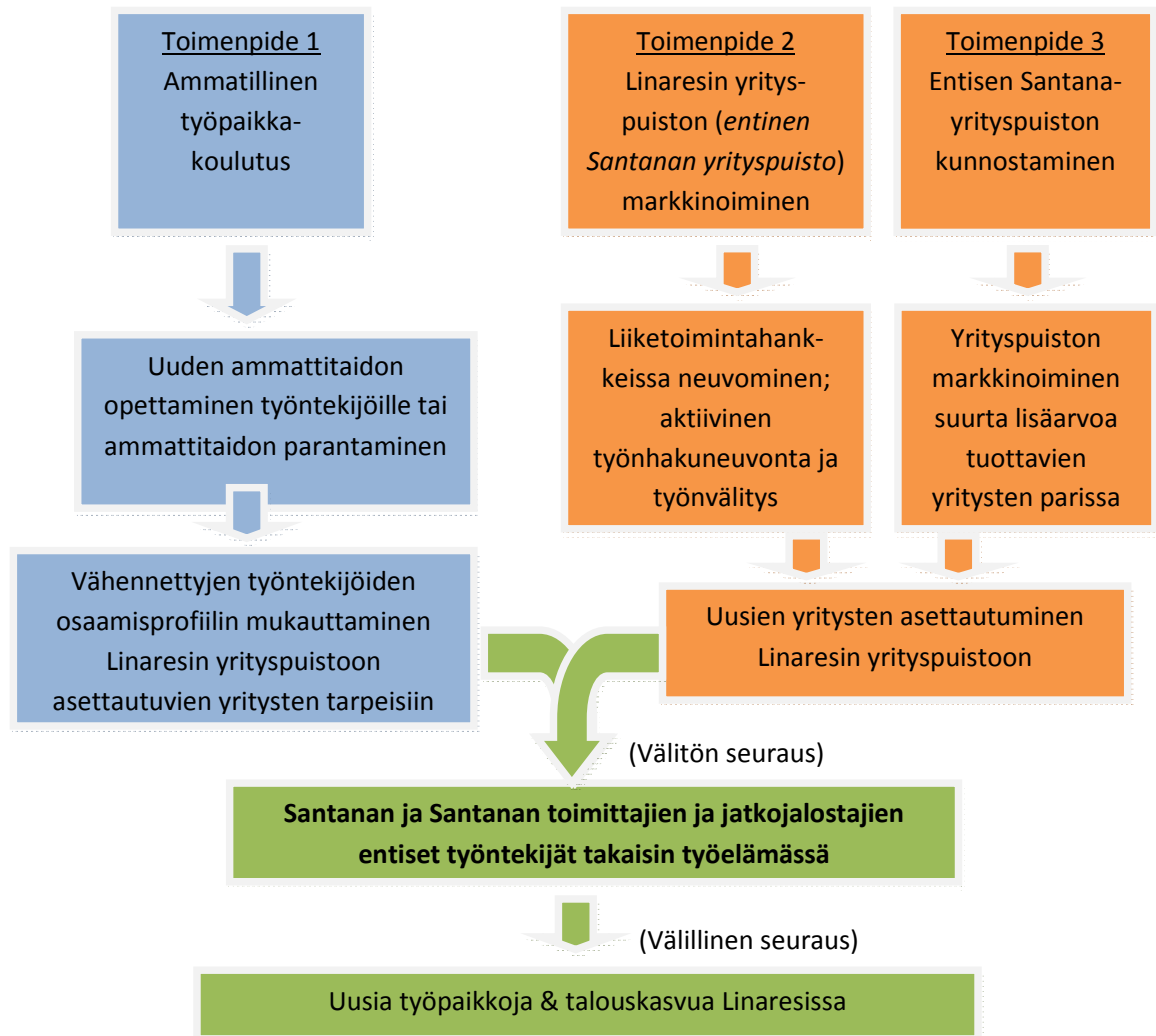 Toimenpide 1
Ammatillinen
työpaikka-
koulutus
Toimenpide 2
Linaresin yritys-
puiston (entinen
Santanan yrityspuisto)
markkinoiminen
Toimenpide 3
Entisen Santana-
yrityspuiston
kunnostaminen
Uuden ammattitaidon
opettaminen työntekijöille tai
ammattitaidon parantaminen
Liiketoimintahank-
keissa neuvominen;
aktiivinen
työnhakuneuvonta ja
työnvälitys
Yrityspuiston
markkinoiminen
suurta lisäarvoa
tuottavien
yritysten parissa
Vähennettyjen työntekijöiden
osaamisprofiilin mukauttaminen
Linaresin yrityspuistoon
asettautuvien yritysten tarpeisiin
Uusien yritysten asettautuminen
Linaresin yrityspuistoon
(Välitön seuraus)
Santanan ja Santanan toimittajien ja jatkojalostajien
entiset työntekijät takaisin työelämässä
(Välillinen seuraus)
Uusia työpaikkoja & talouskasvua Linaresissa